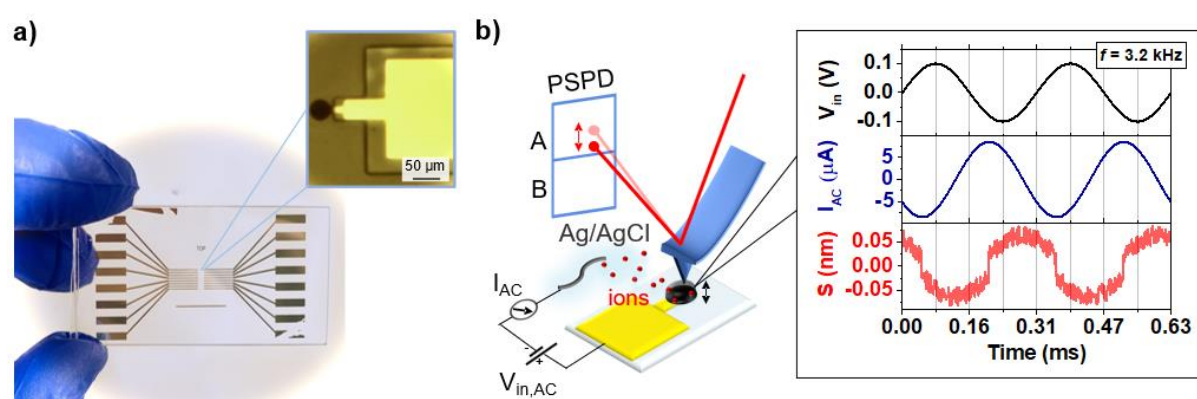 a)
50 µm
TOP
b)
PSPD
A
B
Ag/AgCl
I_AC
ions
V_in,AC
f = 3.2 kHz
V_in (V)
0.1
0.0
-0.1
I_AC (µA)
5
0
-5
S (nm)
0.05
0.00
-0.05
0.00 0.16 0.31 0.47 0.63
Time (ms)